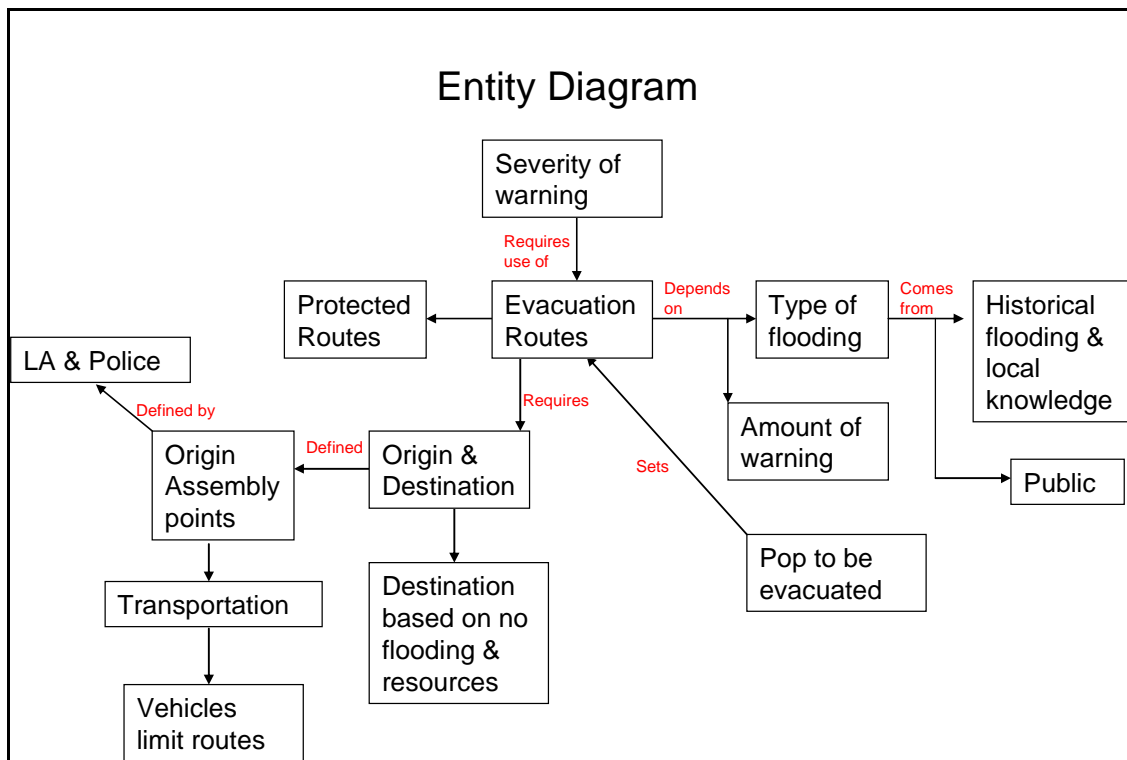 Entity Diagram
Severity of
warning
Requires
use of
Protected
Routes
Evacuation
Routes
Depends
on
Type of
flooding
Comes
from
Historical
flooding &
local
knowledge
LA & Police
Defined by
Requires
Origin
Assembly
points
Defined
Origin &
Destination
Amount of
warning
Sets
Public
Pop to be
evacuated
Transportation
Destination
based on no
flooding &
resources
Vehicles
limit routes